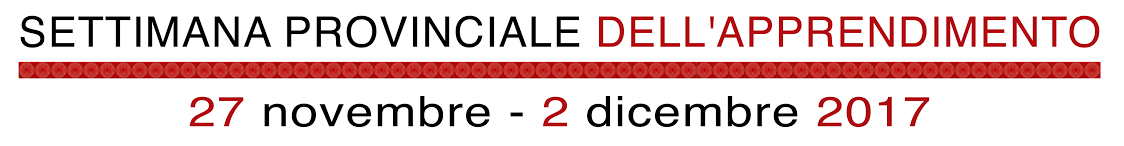 SETTIMANA PROVINCIALE DELL'APPRENDIMENTO
27 novembre - 2 dicembre 2017